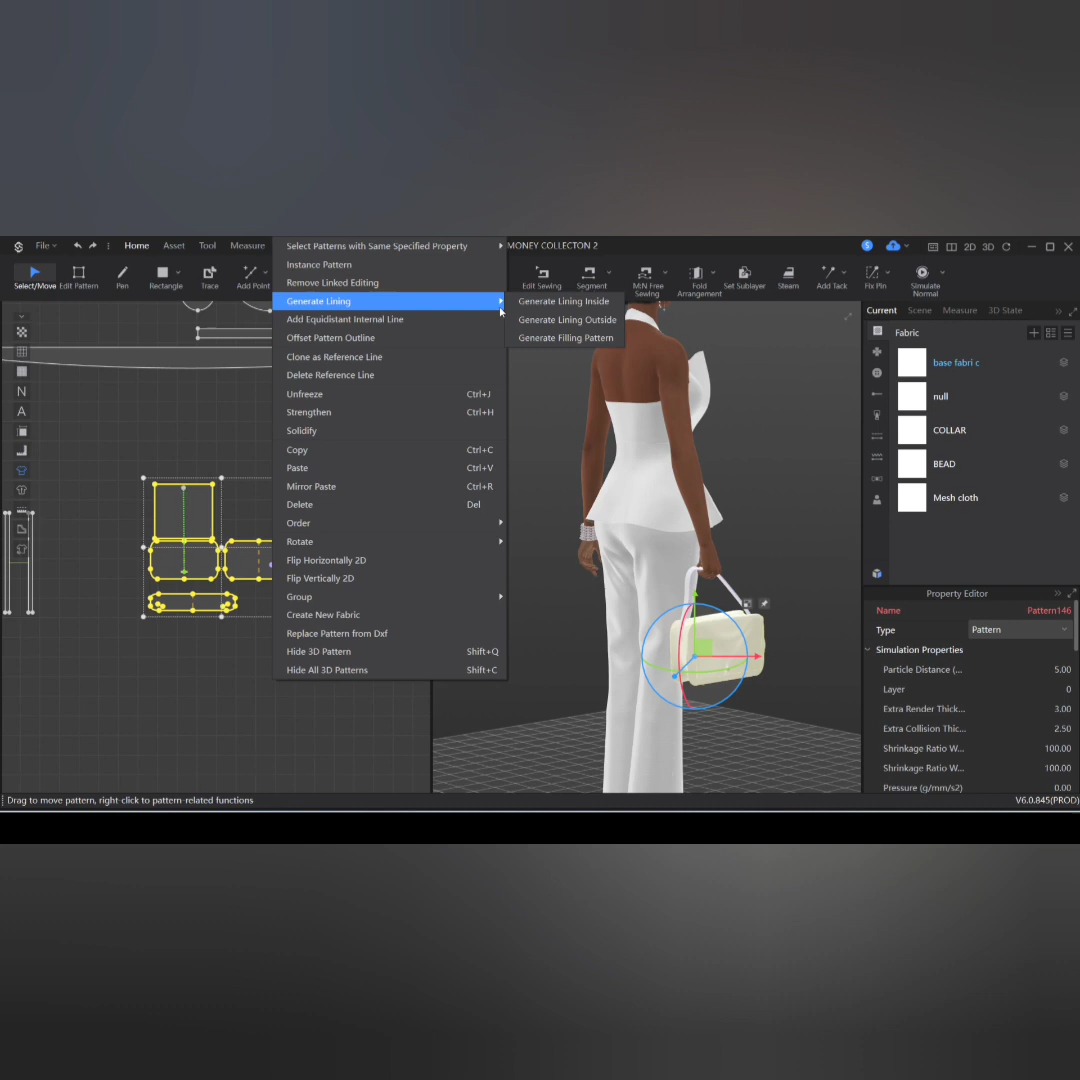 File
Home
Asset
Tool
Measure
MONEY COLLECTON 2
S
2D
3D
Select/Move
Edit Pattern
Pen
Rectangle
Trace
Add Point
Edit Sewing
Segment
M:N Free Sewing
Fold Arrangement
Set Sublayer
Steam
Add Tack
Fix Pin
Simulate Normal
Select Patterns with Same Specified Property
Instance Pattern
Remove Linked Editing
Generate Lining
Add Equidistant Internal Line
Offset Pattern Outline
Clone as Reference Line
Delete Reference Line
Unfreeze Ctrl+J
Strengthen Ctrl+H
Solidify
Copy Ctrl+C
Paste Ctrl+V
Mirror Paste Ctrl+R
Delete Del
Order
Rotate
Flip Horizontally 2D
Flip Vertically 2D
Group
Create New Fabric
Replace Pattern from Dxf
Hide 3D Pattern Shift+Q
Hide All 3D Patterns Shift+C
Generate Lining Inside
Generate Lining Outside
Generate Filling Pattern
N
A
Current
Scene
Measure
3D State
Fabric
base fabri c
null
COLLAR
BEAD
Mesh cloth
Property Editor
Name Pattern146
Type Pattern
Simulation Properties
Particle Distance (... 5.00
Layer 0
Extra Render Thick... 3.00
Extra Collision Thic... 2.50
Shrinkage Ratio W... 100.00
Shrinkage Ratio W... 100.00
Pressure (g/mm/s2) 0.00
Drag to move pattern, right-click to pattern-related functions
V6.0.845(PROD)